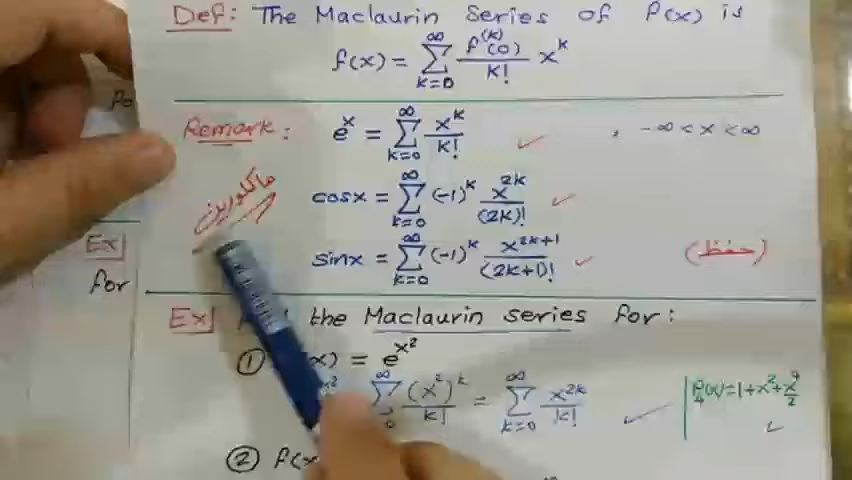 Def: The Maclaurin Series of f(x) is
f(x) = ∑_{k=0}^{∞} f^{(k)}(0)/k! x^k
Remark: e^x = ∑_{k=0}^{∞} x^k/k! , -∞ < x < ∞
ماكلورين
cosx = ∑_{k=0}^{∞} (-1)^k x^{2k}/(2k)!
sinx = ∑_{k=0}^{∞} (-1)^k x^{2k+1}/(2k+1)! (حفظ)
Ex
for
Ex the Maclaurin series for:
① (x) = e^{x^2}
∑ (x^2)^k/k! = ∑_{k=0}^{∞} x^{2k}/k!
P_4(x)=1+x^2+x^4/2
② f(x